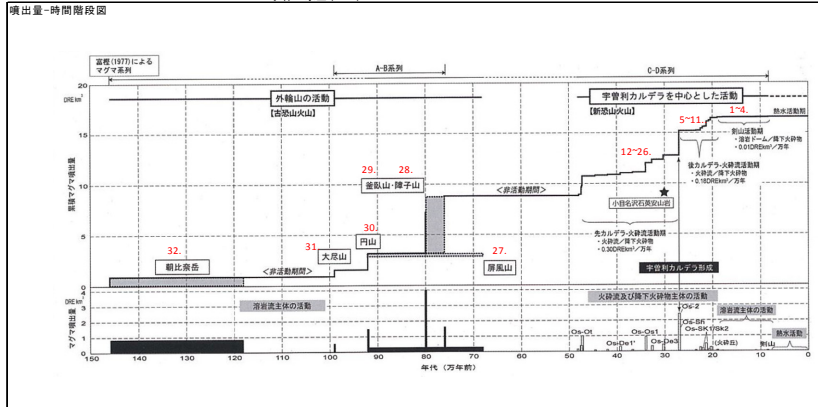 噴出量-時間階段図
富樫(1977)による
マグマ系列
A-B系列
C-D系列
DRE km³
20
15
10
5
0
累積マグマ噴出量
外輪山の活動
[古恐山火山]
宇曽利カルデラを中心とした活動
[新恐山火山]
熱水活動期
1~4.
5~11.
12~26.
剣山活動期
・溶岩ドーム/降下火砕物
・0.01DREkm³/万年
後カルデラ-火砕流活動期
・火砕流/降下火砕物
・0.18DREkm³/万年
小目名沢石英安山岩
先カルデラ-火砕流活動期
・火砕流/降下火砕物
・0.30DREkm³/万年
宇曽利カルデラ形成
29.
28.
釜臥山・障子山
<非活動期間>
30.
円山
31.
大尽山
27.
屏風山
32.
朝比奈岳
<非活動期間>
DRE km³
4
3
2
1
0
マグマ噴出量
溶岩流主体の活動
火砕流及び降下火砕物主体の活動
溶岩流主体の活動
熱水活動
Os-2
Os-Sh
Os-SK1/Sk2
Os-Ot
Os-De1'
Os-Os1
Os-De3
(火砕丘)
剣山
150
140
130
120
110
100
90
80
70
60
50
40
30
20
10
0
年代 (万年前)